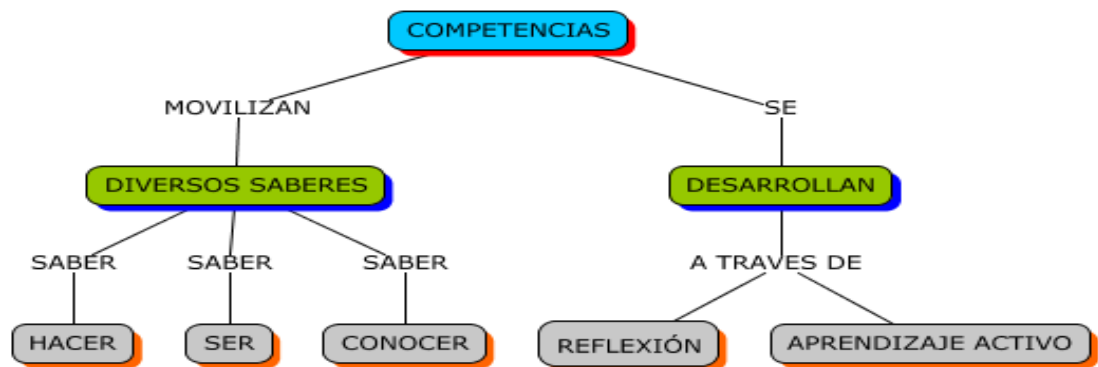 COMPETENCIAS
MOVILIZAN
SE
DIVERSOS SABERES
DESARROLLAN
SABER
SABER
SABER
A TRAVES DE
HACER
SER
CONOCER
REFLEXIÓN
APRENDIZAJE ACTIVO